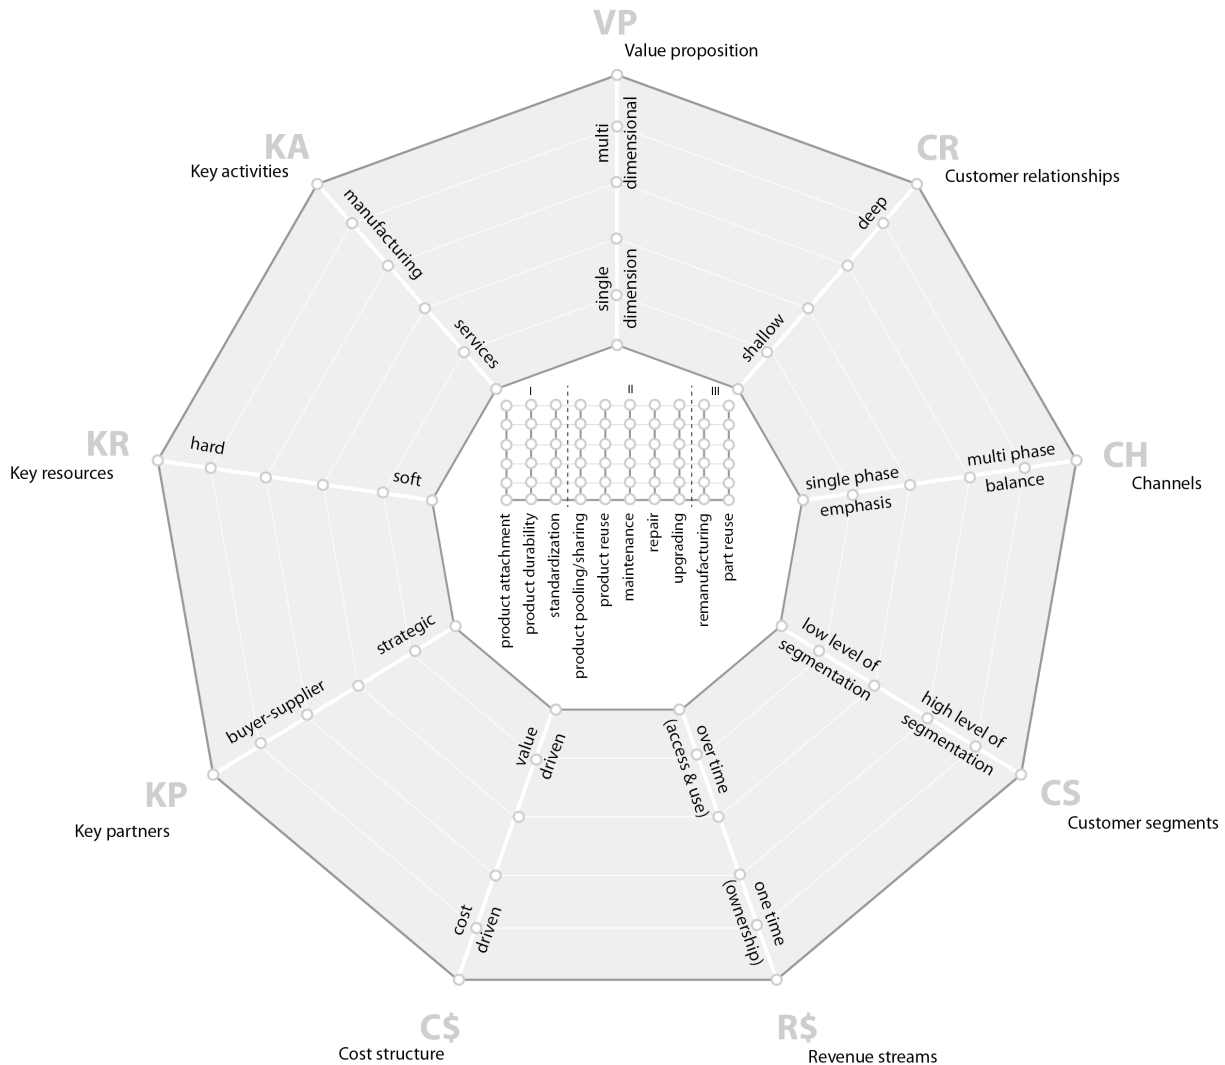 VP
Value proposition
multi
dimensional
single
dimension
KA
Key activities
manufacturing
services
CR
Customer relationships
deep
shallow
KR
Key resources
hard
soft
CH
Channels
single phase
emphasis
multi phase
balance
I
II
III
product attachment
product durability
standardization
product pooling/sharing
product reuse
maintenance
repair
upgrading
remanufacturing
part reuse
KP
Key partners
strategic
buyer-supplier
CS
Customer segments
low level of
segmentation
high level of
segmentation
value
driven
cost
driven
C$
Cost structure
over time
(access & use)
one time
(ownership)
R$
Revenue streams